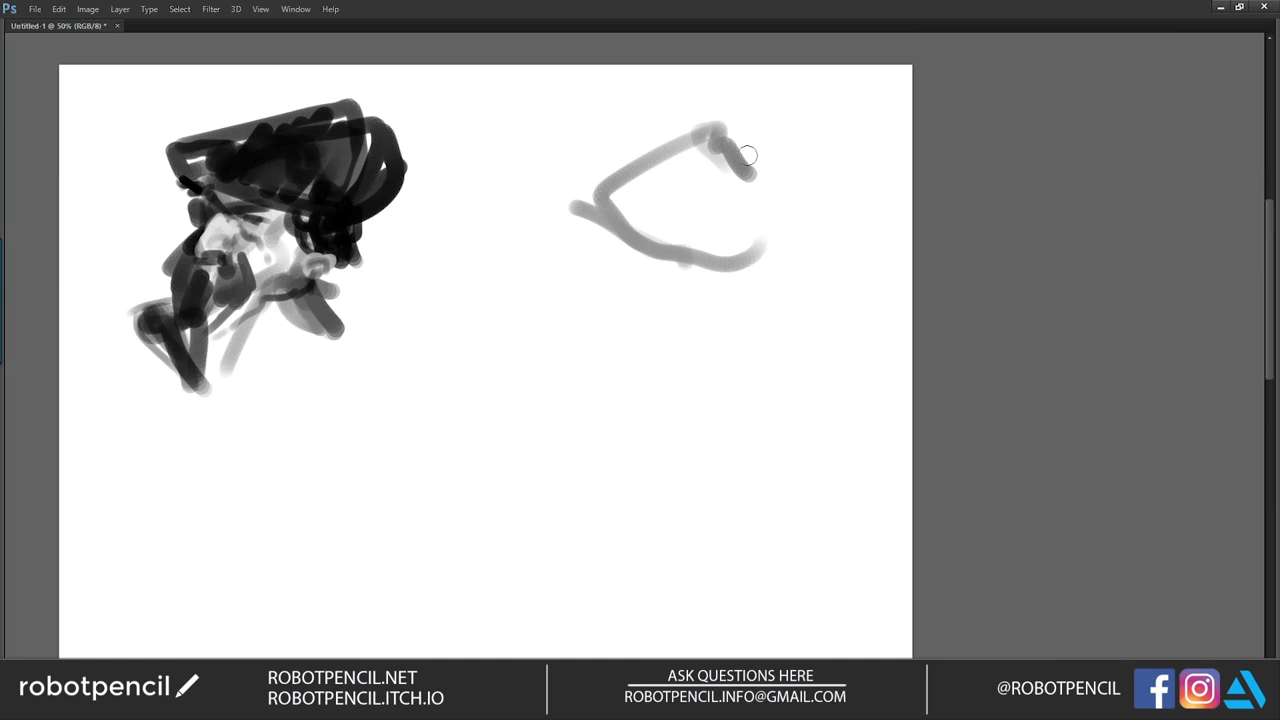 Ps File Edit Image Layer Type Select Filter 3D View Window Help
Untitled-1 @ 50% (RGB/8) * ×
robotpencil
ROBOTPENCIL.NET
ROBOTPENCIL.ITCH.IO
ASK QUESTIONS HERE
ROBOTPENCIL.INFO@GMAIL.COM
@ROBOTPENCIL